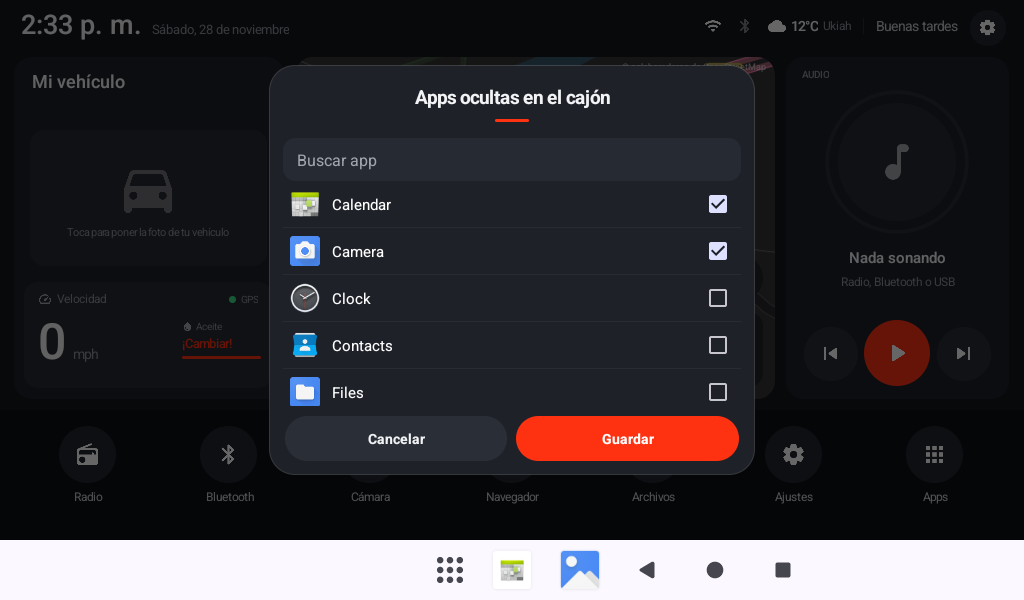 2:33 p. m.
Sábado, 28 de noviembre
12°C Ukiah
Buenas tardes
Mi vehículo
Toca para poner la foto de tu vehículo
Velocidad
GPS
0 mph
Aceite
¡Cambiar!
Apps ocultas en el cajón
Buscar app
Calendar
Camera
Clock
Contacts
Files
Cancelar
Guardar
AUDIO
Nada sonando
Radio, Bluetooth o USB
Radio
Bluetooth
Cámara
Navegador
Archivos
Ajustes
Apps